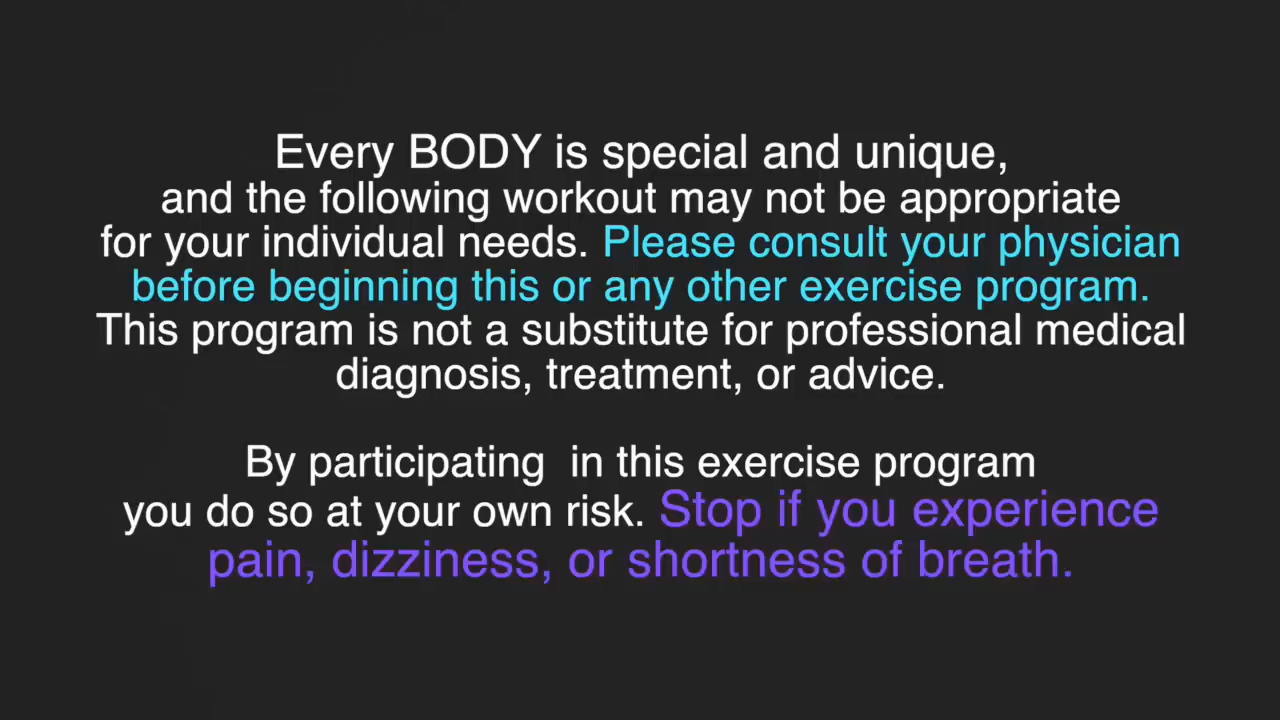 Every BODY is special and unique,
and the following workout may not be appropriate
for your individual needs. Please consult your physician
before beginning this or any other exercise program.
This program is not a substitute for professional medical
diagnosis, treatment, or advice.
By participating  in this exercise program
you do so at your own risk. Stop if you experience
pain, dizziness, or shortness of breath.